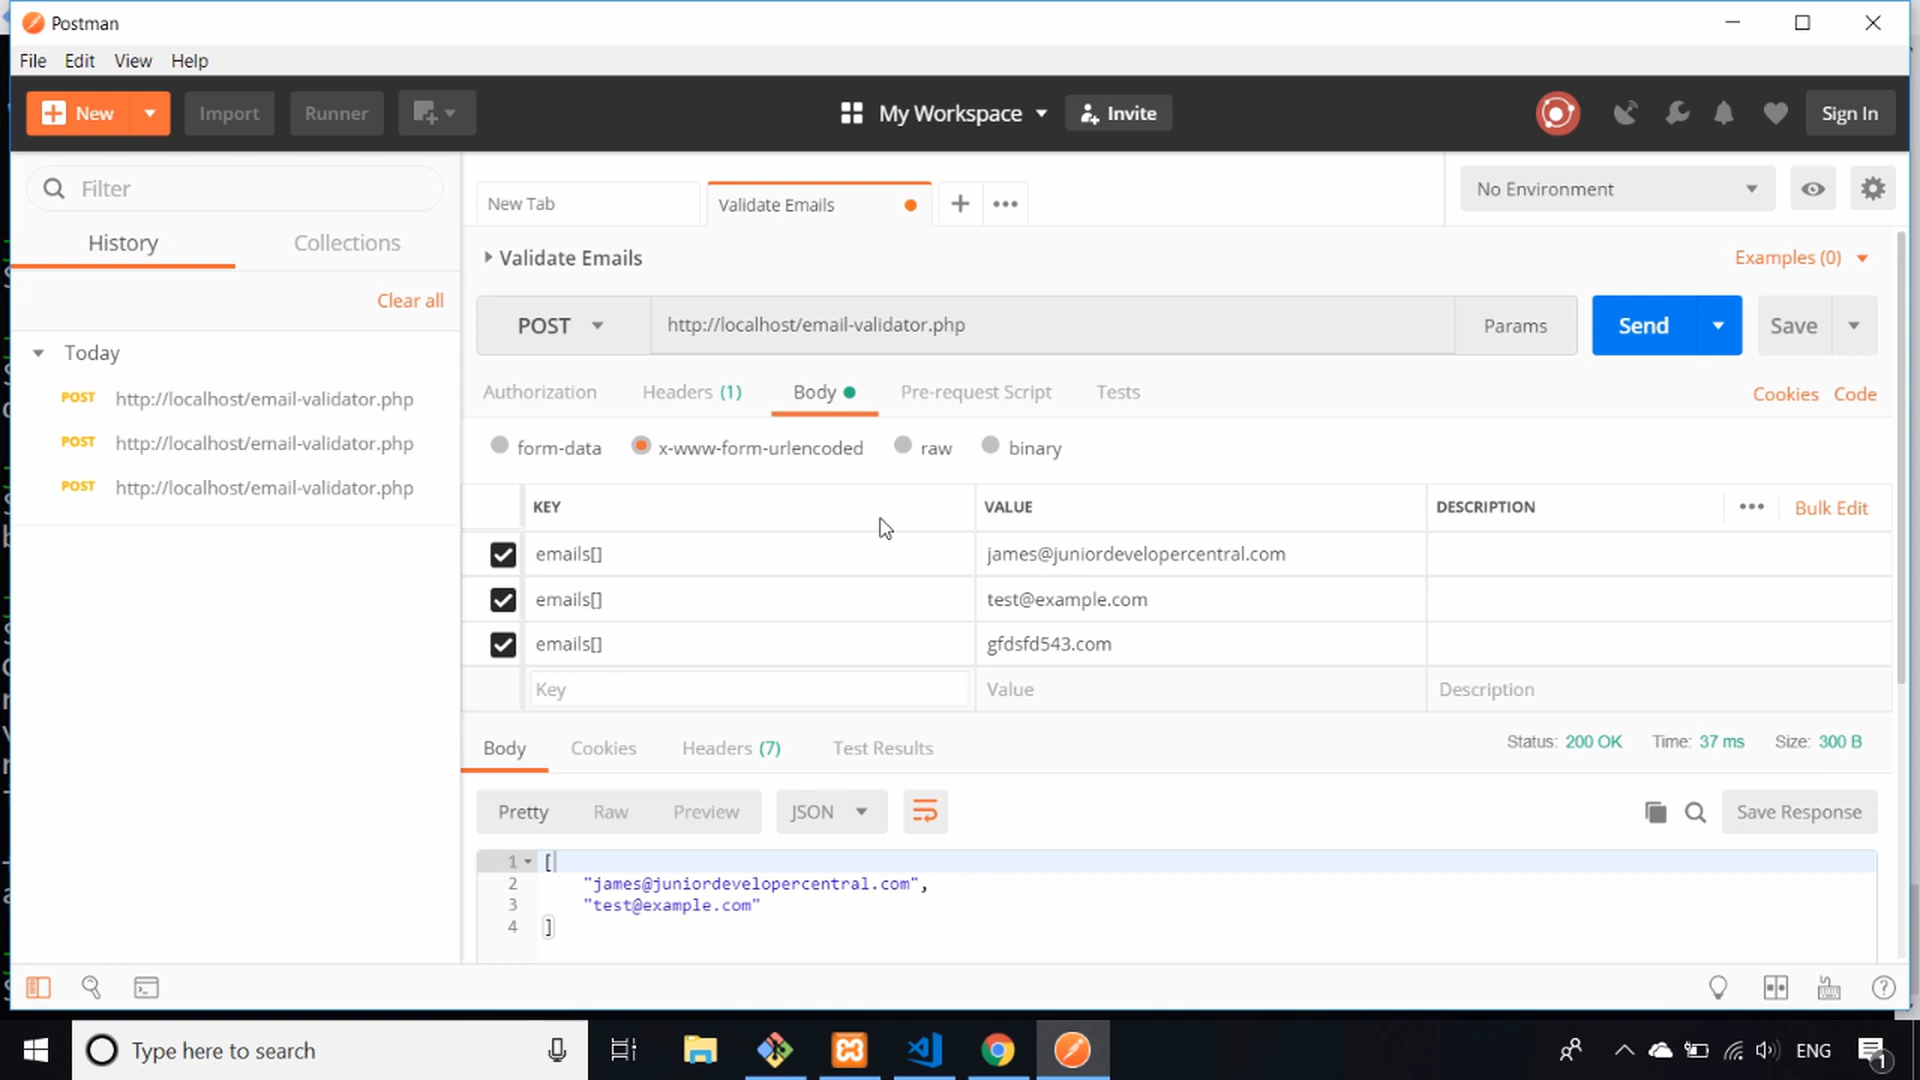 Postman
File Edit View Help
New Import Runner My Workspace Invite Sign In
Filter
History Collections
Clear all
Today
POST http://localhost/email-validator.php
POST http://localhost/email-validator.php
POST http://localhost/email-validator.php
New Tab Validate Emails No Environment
Validate Emails Examples (0)
POST http://localhost/email-validator.php Params Send Save
Authorization Headers (1) Body Pre-request Script Tests Cookies Code
form-data x-www-form-urlencoded raw binary
KEY VALUE DESCRIPTION Bulk Edit
emails[] james@juniordevelopercentral.com
emails[] test@example.com
emails[] gfdsfd543.com
Key Value Description
Body Cookies Headers (7) Test Results Status: 200 OK Time: 37 ms Size: 300 B
Pretty Raw Preview JSON Save Response
1 [
2 "james@juniordevelopercentral.com",
3 "test@example.com"
4 ]
Type here to search ENG 1